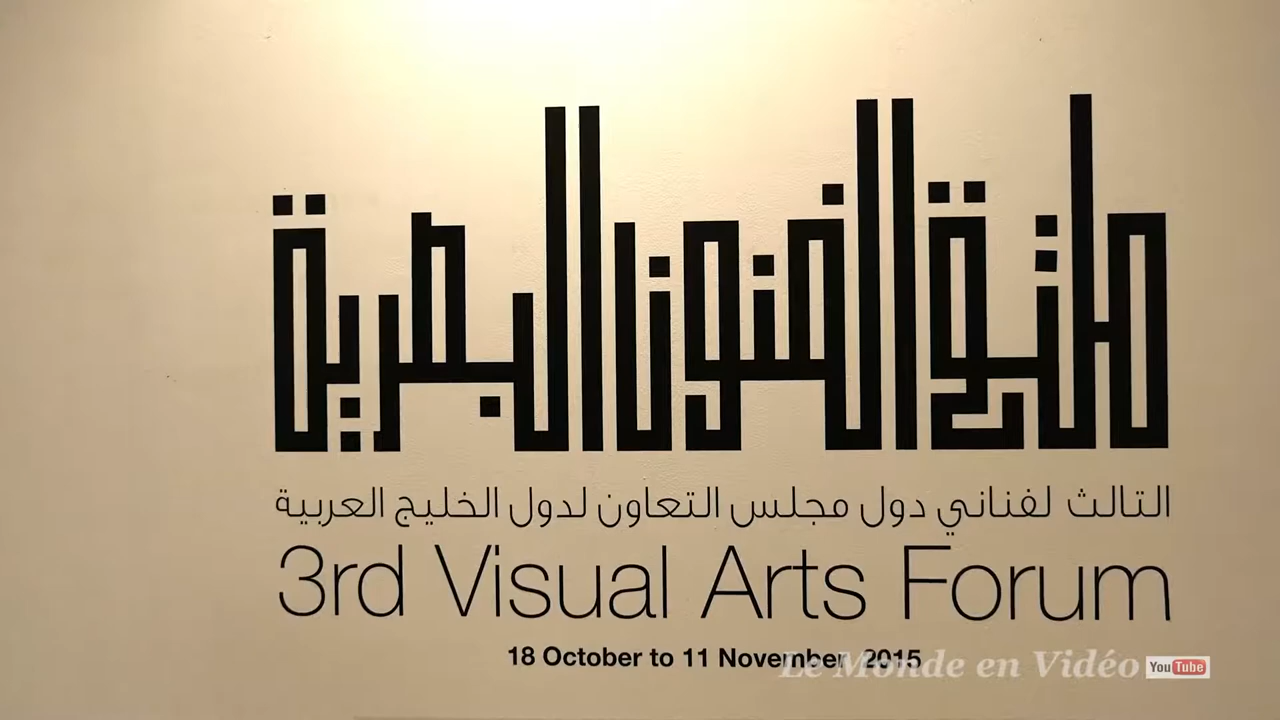 ملتقى الفنون البصرية
الثالث لفناني دول مجلس التعاون لدول الخليج العربية
3rd Visual Arts Forum
18 October to 11 November 2015
Le Monde en Vidéo YouTube